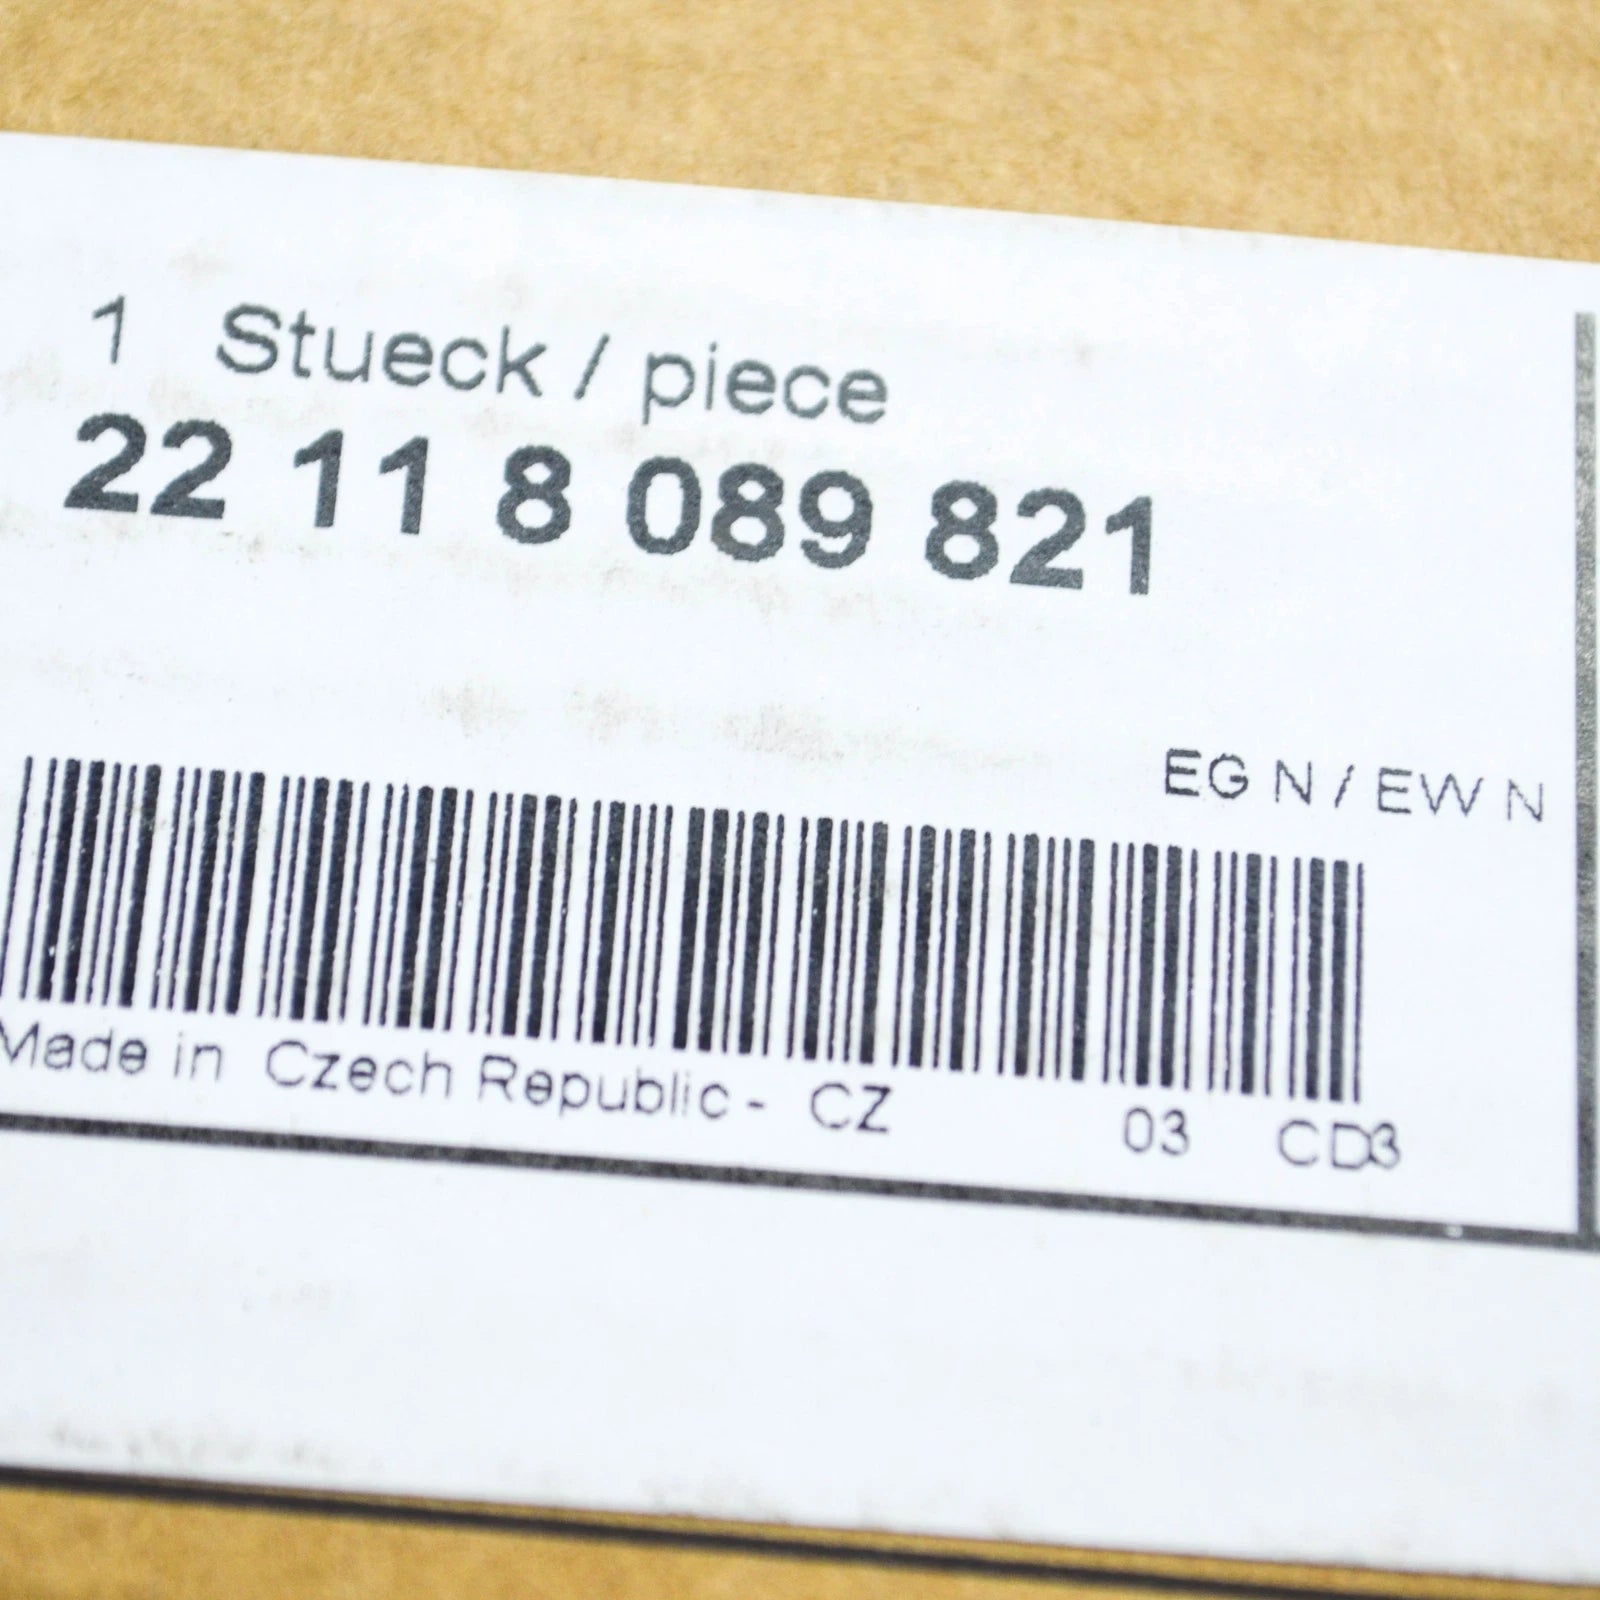 1 Stueck / piece
22 11 8 089 821
EG N / EW N
Made in Czech Republic - CZ 03 CD3